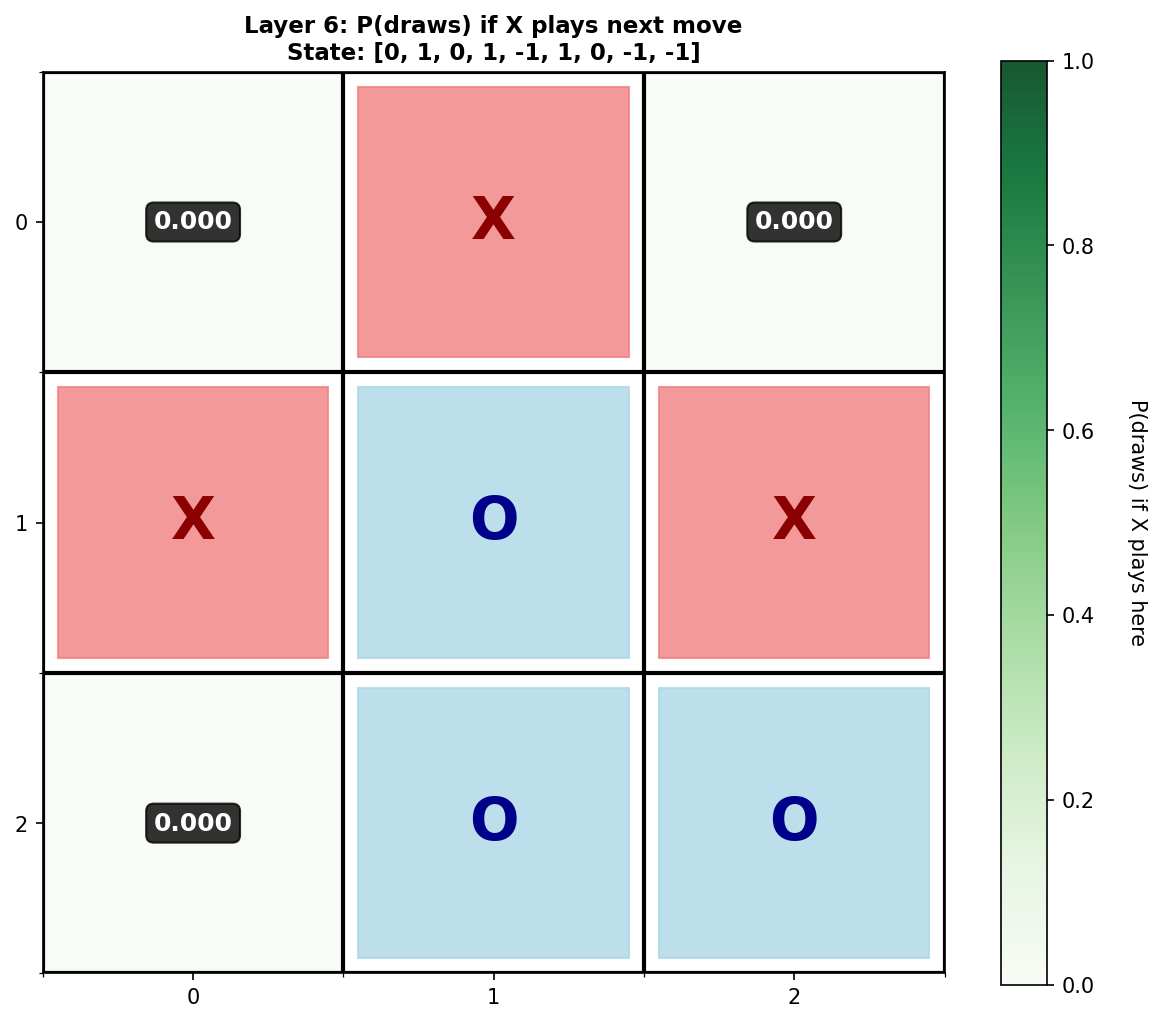 Layer 6: P(draws) if X plays next move
State: [0, 1, 0, 1, -1, 1, 0, -1, -1]
0.000
X
0.000
X
O
X
0.000
O
O
0
1
2
0
1
2
1.0
0.8
0.6
0.4
0.2
0.0
P(draws) if X plays here